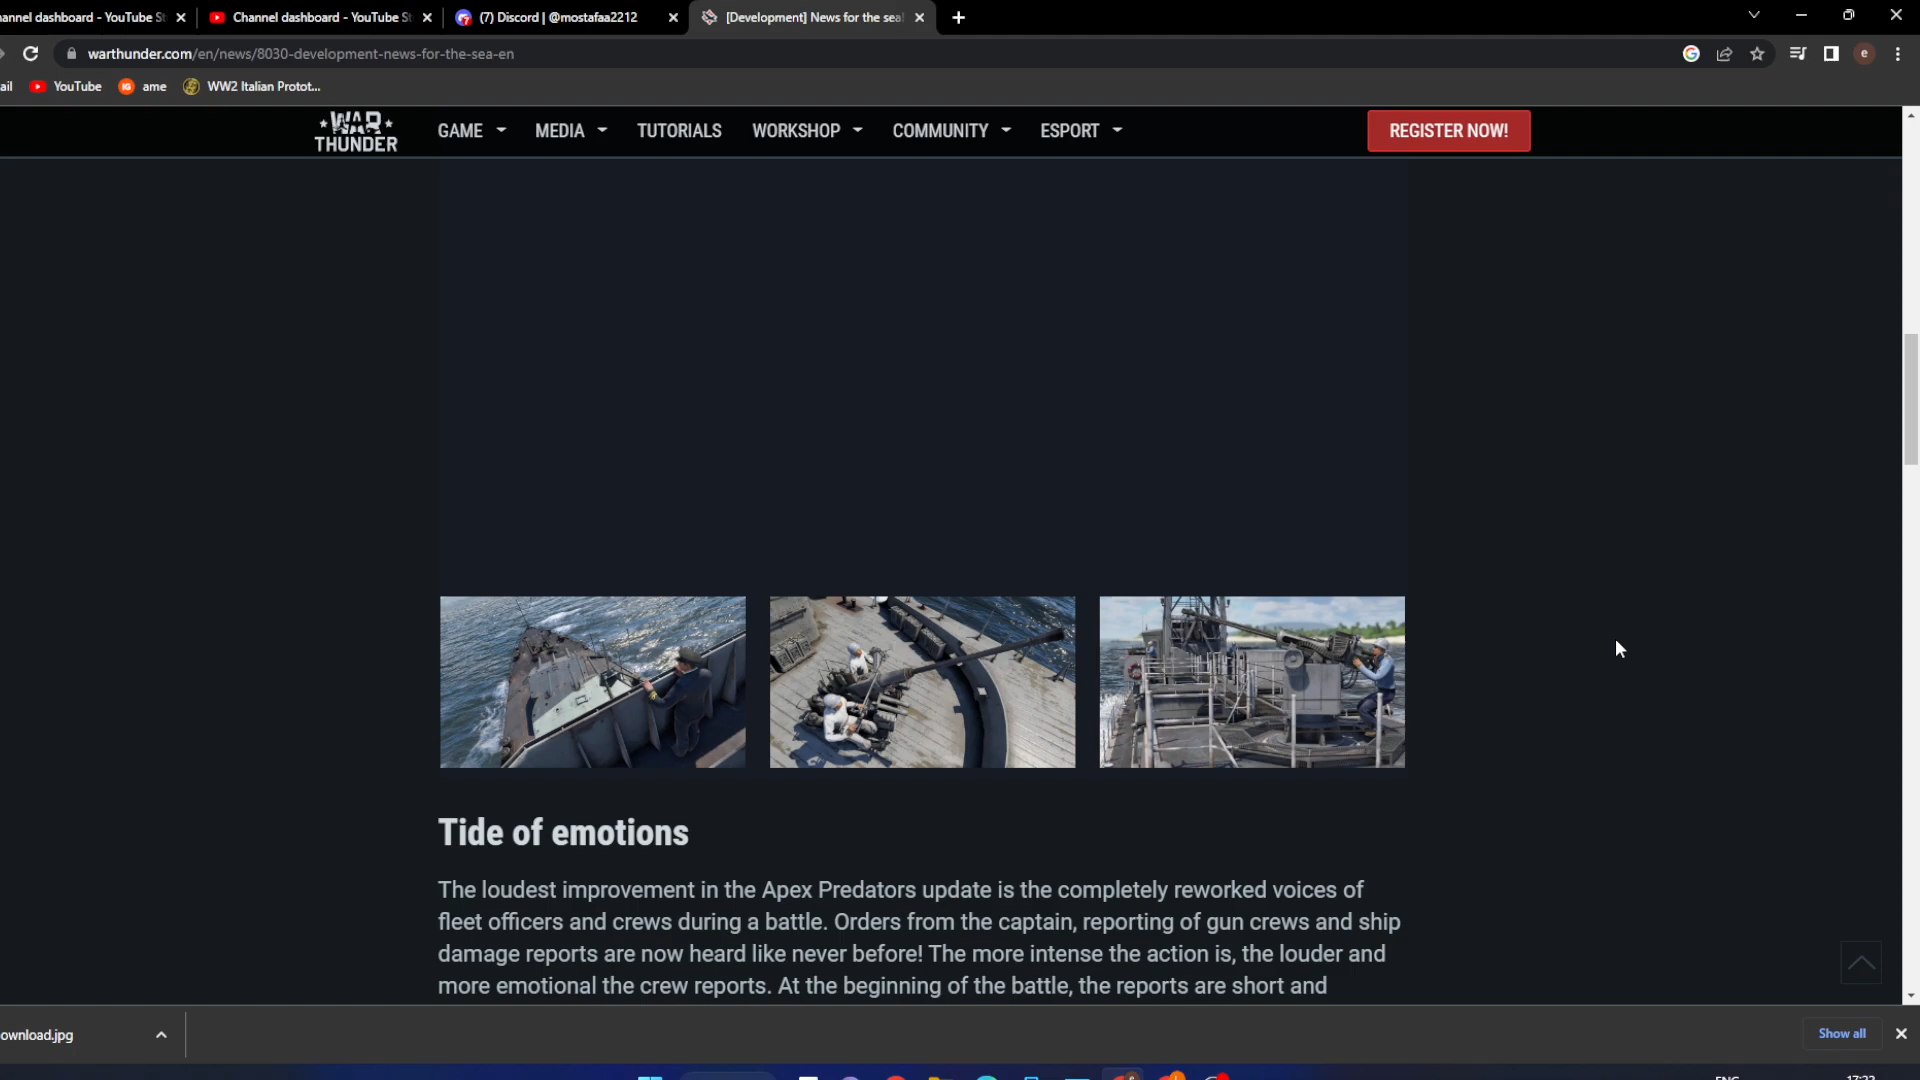 annel dashboard - YouTube St
Channel dashboard - YouTube St
(7) Discord | @mostafaa2212
[Development] News for the sea
warthunder.com/en/news/8030-development-news-for-the-sea-en
e
ail
YouTube
IG
ame
WW2 Italian Protot...
WAR
THUNDER
GAME
MEDIA
TUTORIALS
WORKSHOP
COMMUNITY
ESPORT
REGISTER NOW!
Tide of emotions
The loudest improvement in the Apex Predators update is the completely reworked voices of
fleet officers and crews during a battle. Orders from the captain, reporting of gun crews and ship
damage reports are now heard like never before! The more intense the action is, the louder and
more emotional the crew reports. At the beginning of the battle, the reports are short and
ownload.jpg
Show all